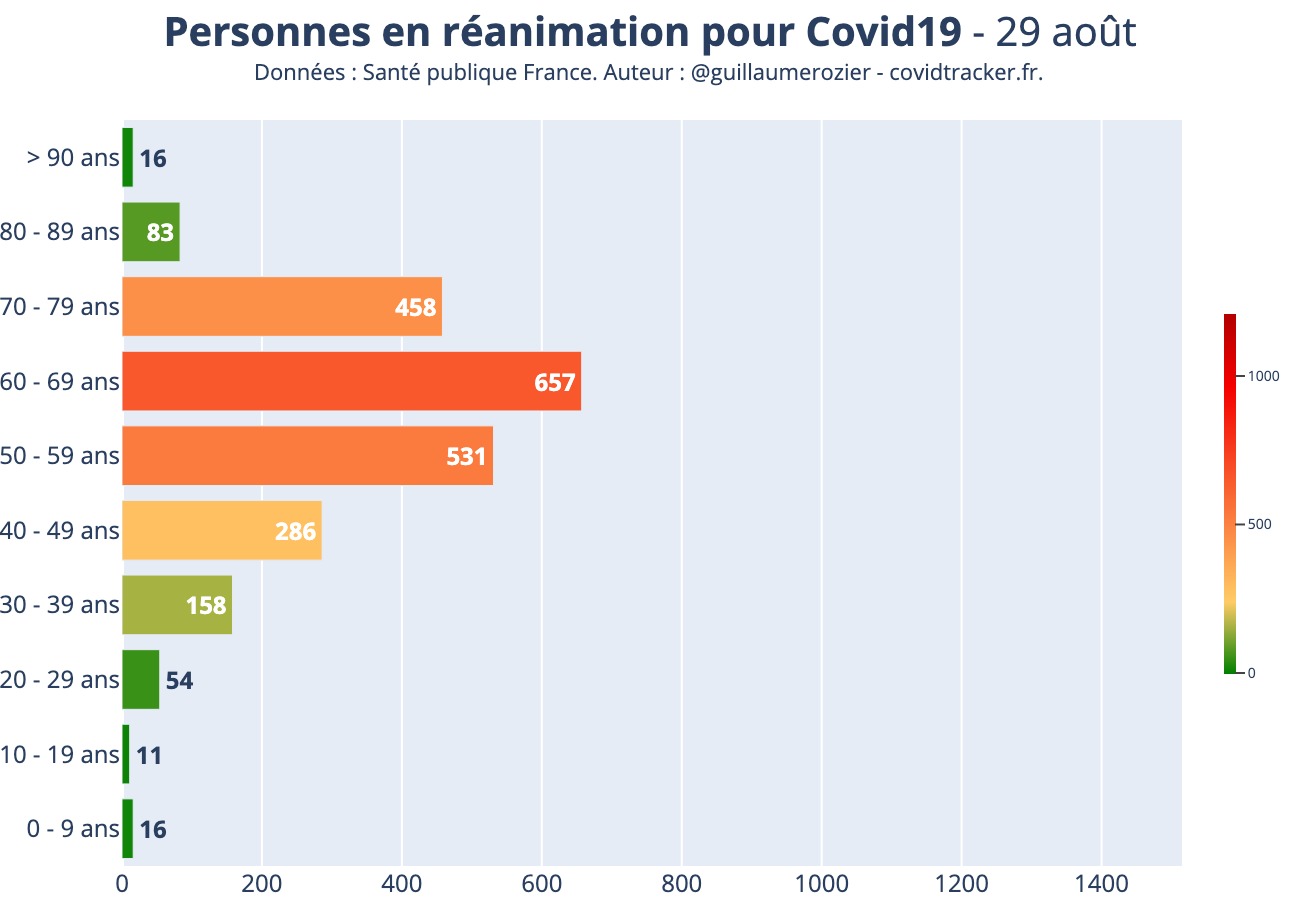 Personnes en réanimation pour Covid19 - 29 août
Données : Santé publique France. Auteur : @guillaumerozier - covidtracker.fr.
> 90 ans 16
80 - 89 ans 83
70 - 79 ans 458
60 - 69 ans 657
50 - 59 ans 531
40 - 49 ans 286
30 - 39 ans 158
20 - 29 ans 54
10 - 19 ans 11
0 - 9 ans 16
0 200 400 600 800 1000 1200 1400
1000
500
0